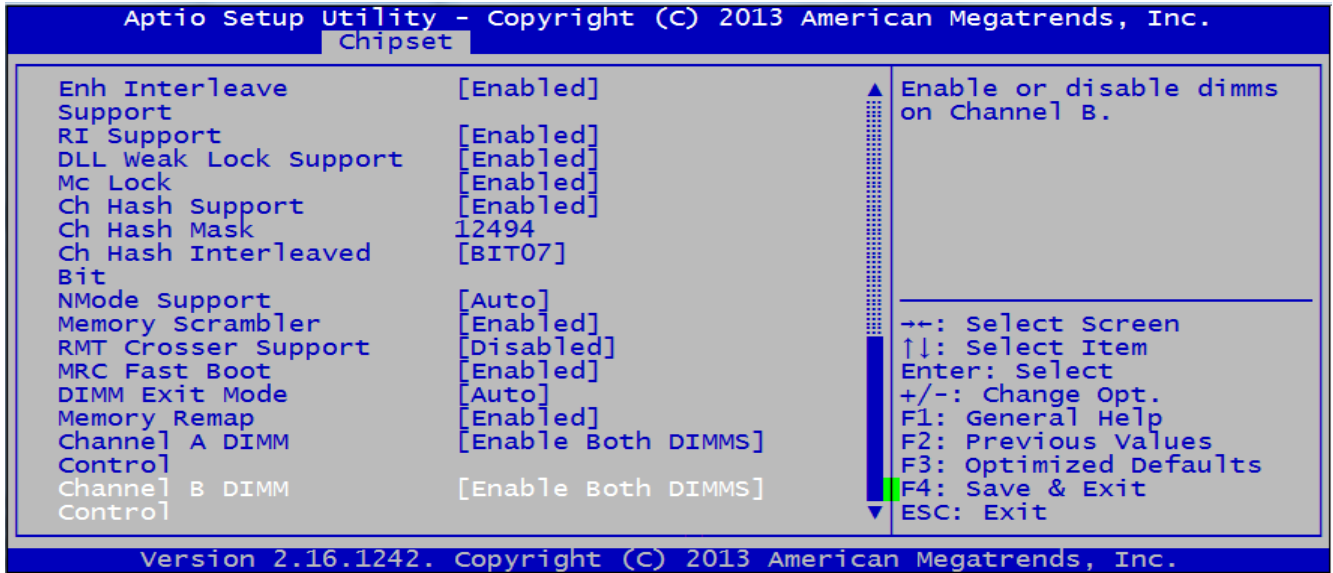 Aptio Setup Utility - Copyright (C) 2013 American Megatrends, Inc.
Chipset
Enh Interleave [Enabled]
Support
RI Support [Enabled]
DLL Weak Lock Support [Enabled]
Mc Lock [Enabled]
Ch Hash Support [Enabled]
Ch Hash Mask 12494
Ch Hash Interleaved [BIT07]
Bit
NMode Support [Auto]
Memory Scrambler [Enabled]
RMT Crosser Support [Disabled]
MRC Fast Boot [Enabled]
DIMM Exit Mode [Auto]
Memory Remap [Enabled]
Channel A DIMM [Enable Both DIMMS]
Control
Channel B DIMM [Enable Both DIMMS]
Control
Enable or disable dimms
on Channel B.
→←: Select Screen
↑↓: Select Item
Enter: Select
+/-: Change Opt.
F1: General Help
F2: Previous Values
F3: Optimized Defaults
F4: Save & Exit
ESC: Exit
Version 2.16.1242. Copyright (C) 2013 American Megatrends, Inc.